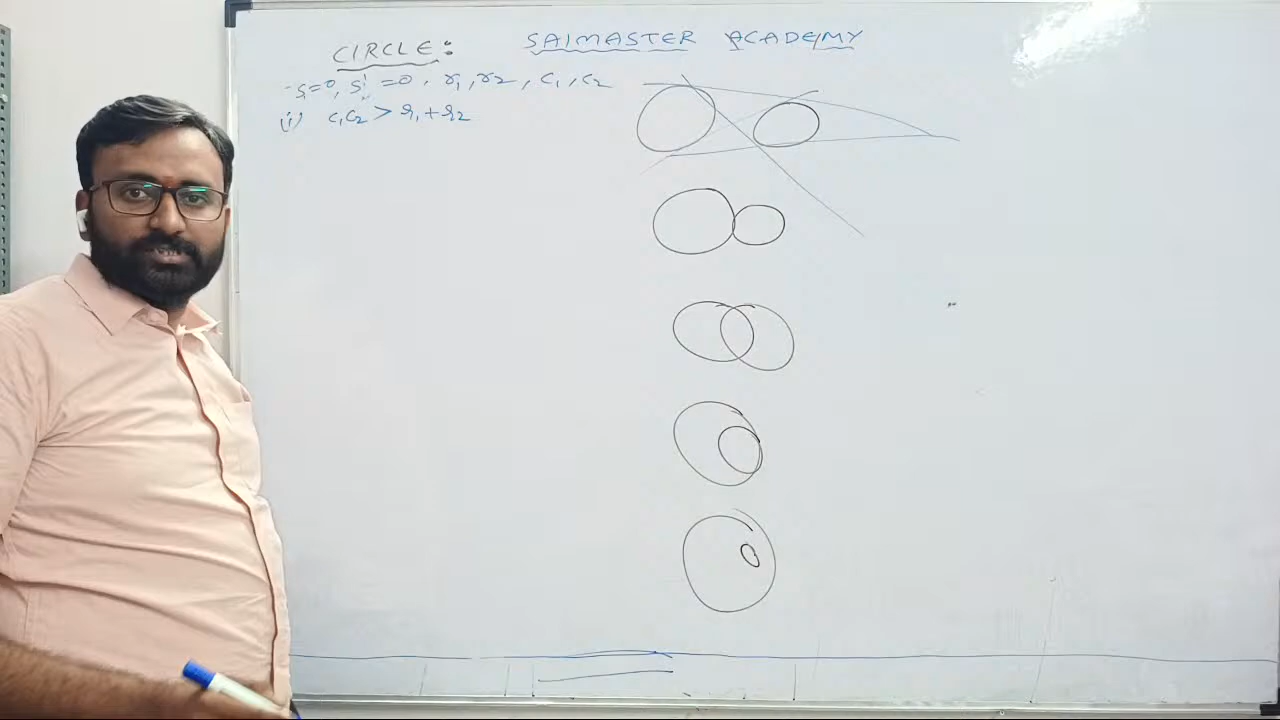 CIRCLE: SAIMASTER ACADEMY
S=0, S'=0, r1, r2, C1, C2
(i) C1C2 > r1+r2